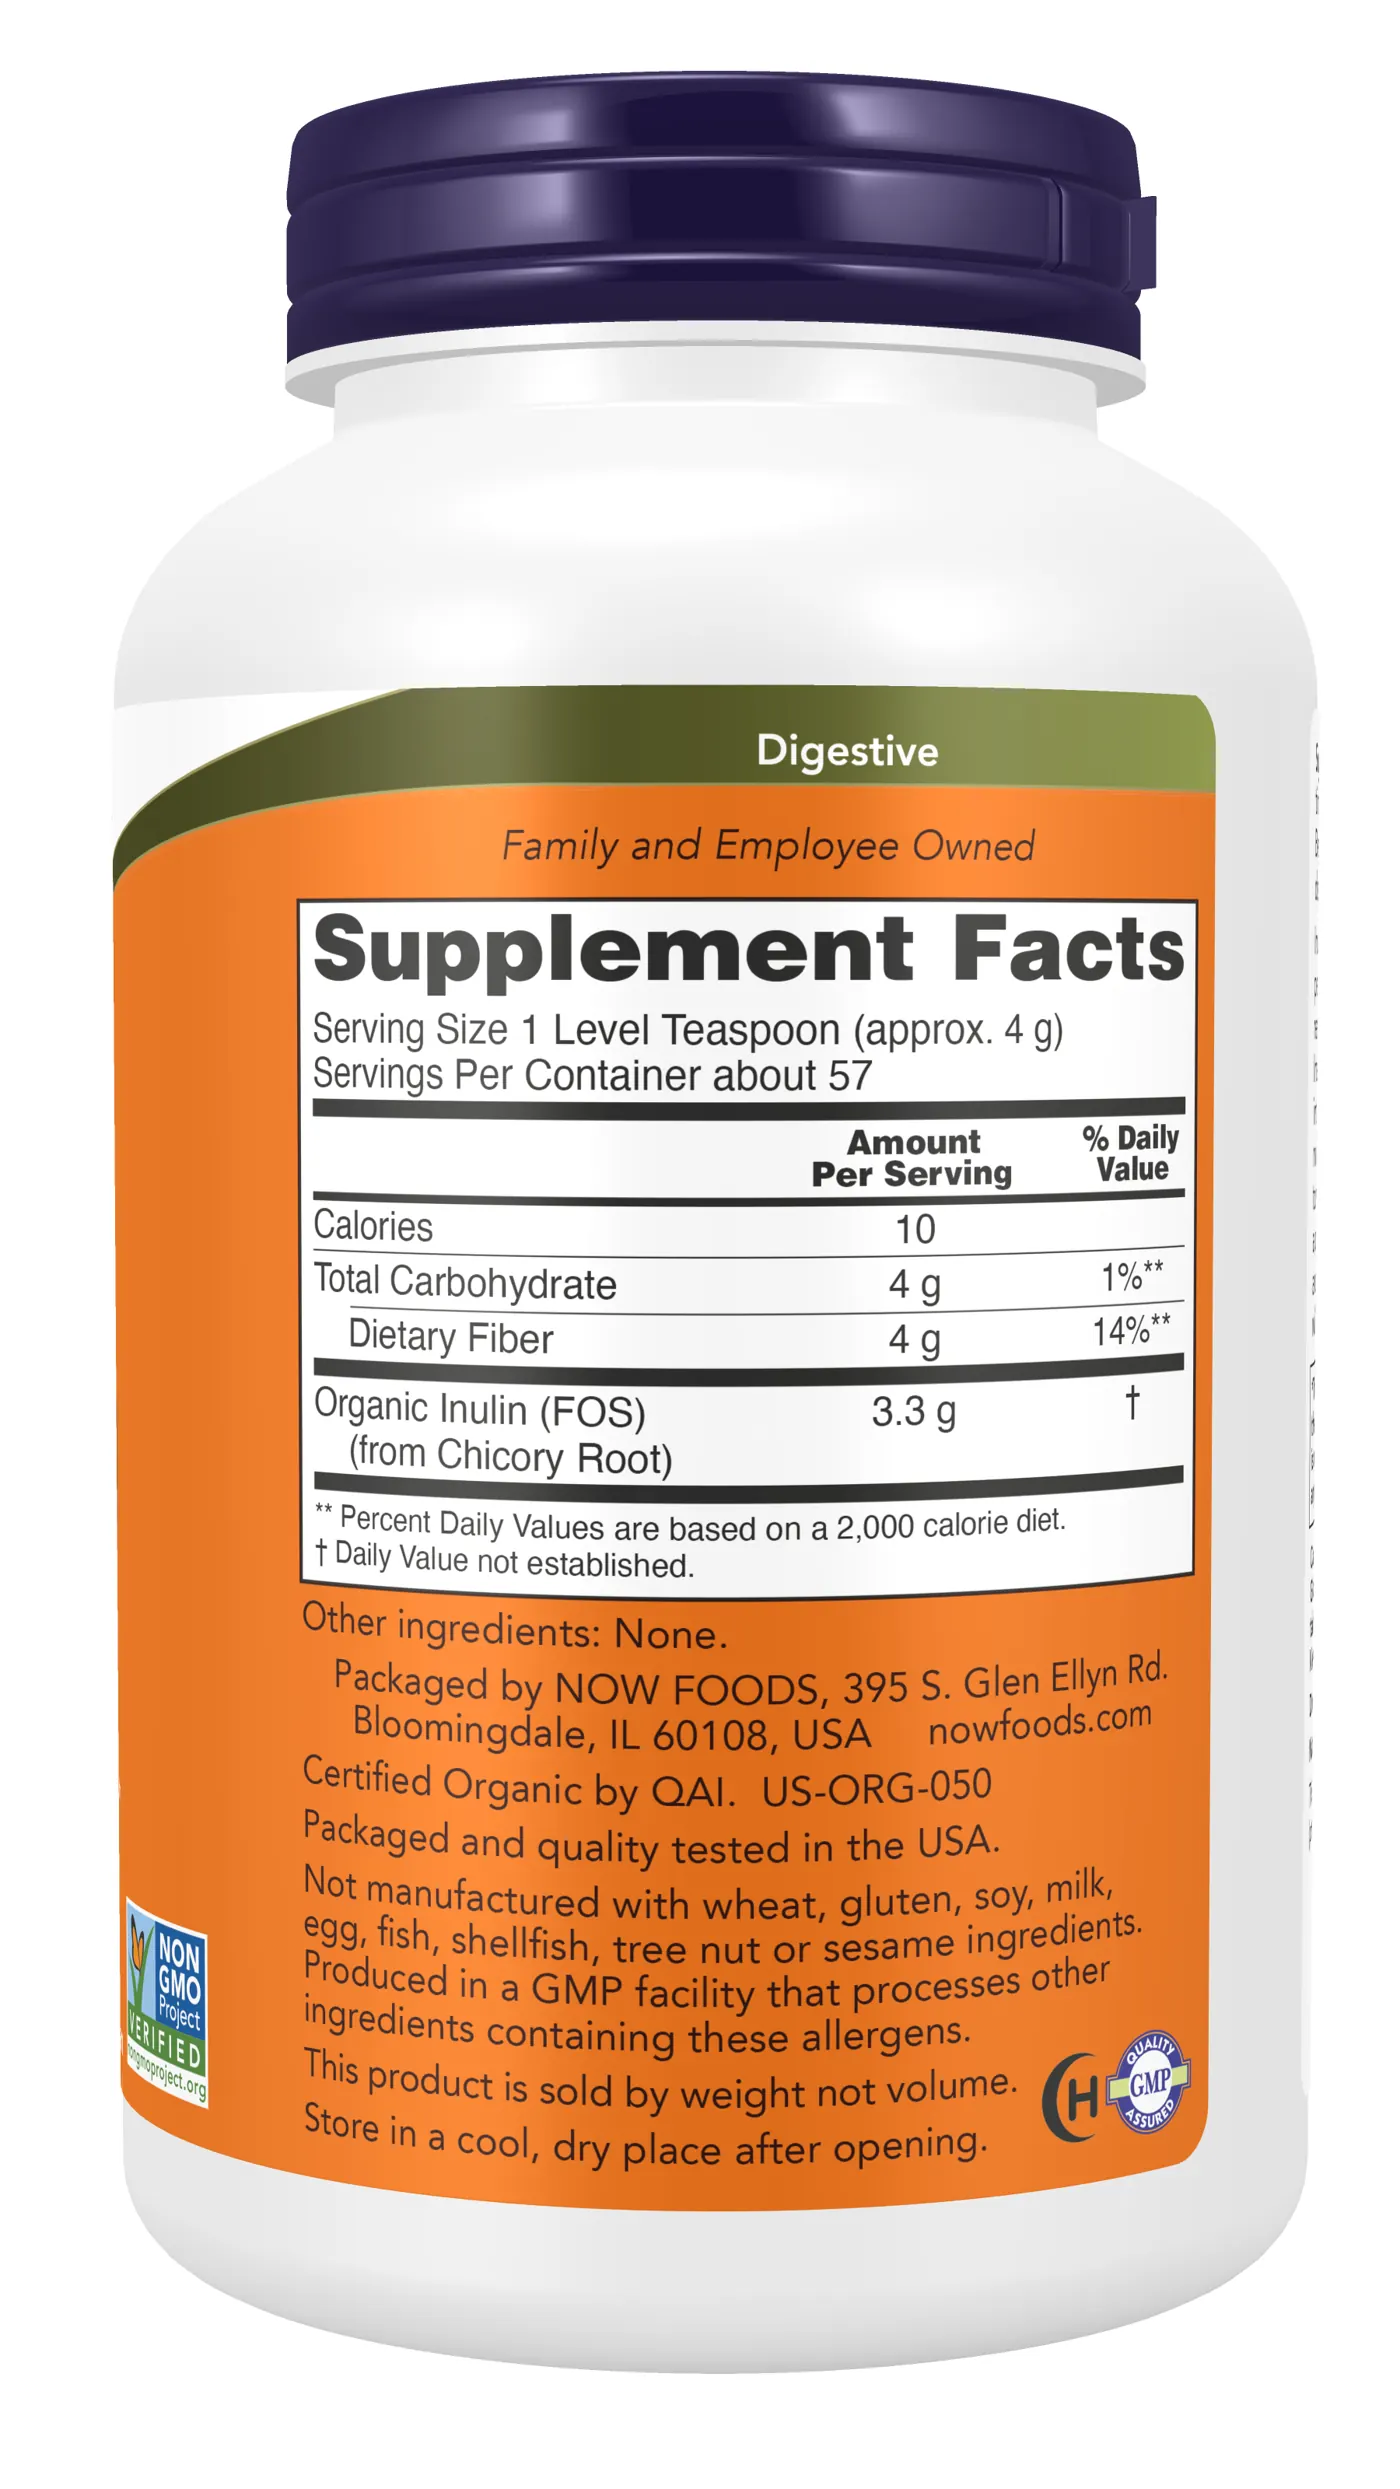 Digestive
Family and Employee Owned
Supplement Facts
Serving Size 1 Level Teaspoon (approx. 4 g)
Servings Per Container about 57
Amount Per Serving % Daily Value
Calories 10
Total Carbohydrate 4 g 1%**
Dietary Fiber 4 g 14%**
Organic Inulin (FOS) 3.3 g †
(from Chicory Root)
** Percent Daily Values are based on a 2,000 calorie diet.
† Daily Value not established.
Other ingredients: None.
Packaged by NOW FOODS, 395 S. Glen Ellyn Rd.
Bloomingdale, IL 60108, USA nowfoods.com
Certified Organic by QAI. US-ORG-050
Packaged and quality tested in the USA.
Not manufactured with wheat, gluten, soy, milk,
egg, fish, shellfish, tree nut or sesame ingredients.
Produced in a GMP facility that processes other
ingredients containing these allergens.
This product is sold by weight not volume.
Store in a cool, dry place after opening.
NON
GMO
Project
VERIFIED
nongmoproject.org
H
QUALITY
GMP
ASSURED